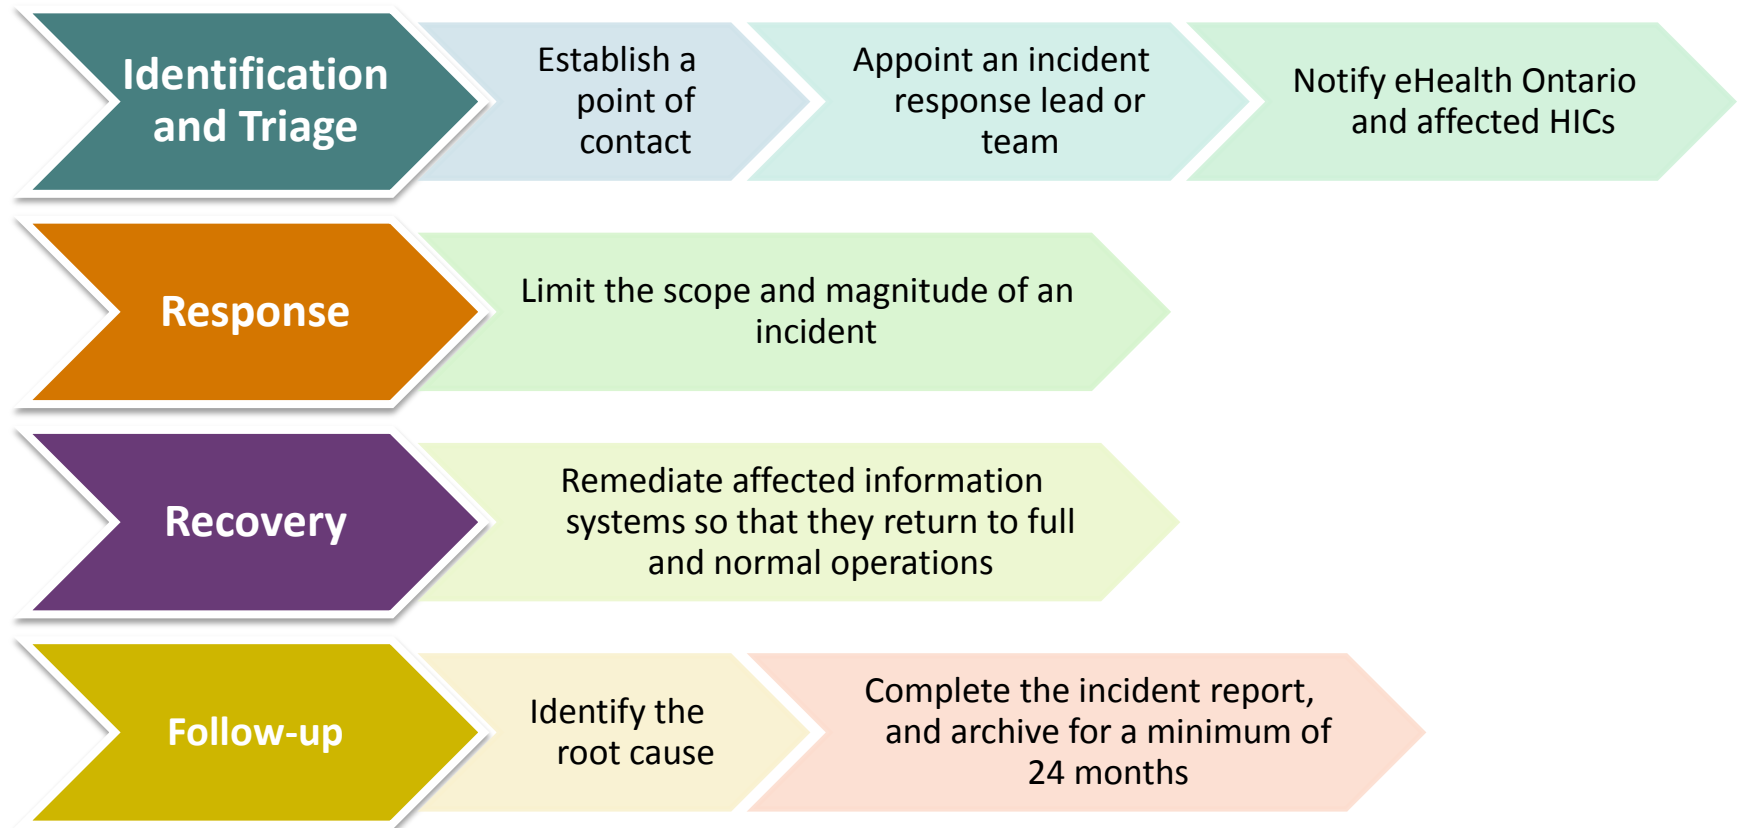 Identification
and Triage
Establish a
point of
contact
Appoint an incident
response lead or
team
Notify eHealth Ontario
and affected HICs
Response
Limit the scope and magnitude of an
incident
Recovery
Remediate affected information
systems so that they return to full
and normal operations
Follow-up
Identify the
root cause
Complete the incident report,
and archive for a minimum of
24 months